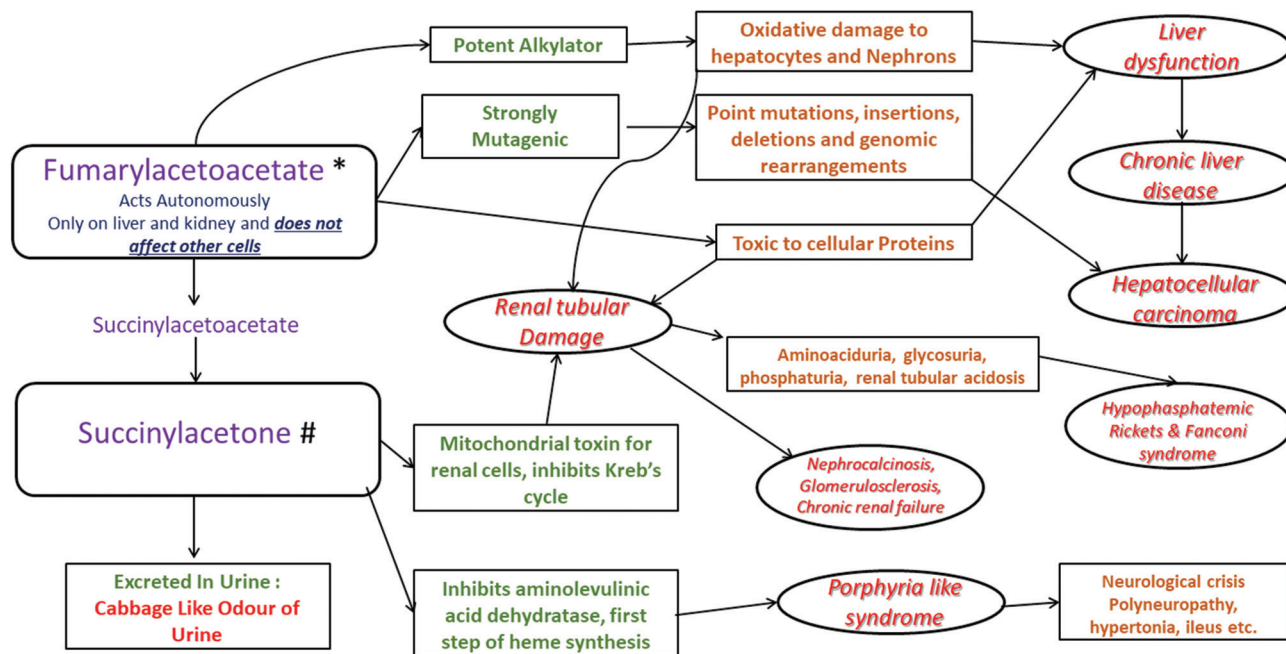 Potent Alkylator
Oxidative damage to
hepatocytes and Nephrons
Liver
dysfunction
Strongly
Mutagenic
Point mutations, insertions,
deletions and genomic
rearrangements
Fumarylacetoacetate *
Acts Autonomously
Only on liver and kidney and does not
affect other cells
Chronic liver
disease
Toxic to cellular Proteins
Hepatocellular
carcinoma
Succinylacetoacetate
Renal tubular
Damage
Aminoaciduria, glycosuria,
phosphaturia, renal tubular acidosis
Hypophasphatemic
Rickets & Fanconi
syndrome
Succinylacetone #
Mitochondrial toxin for
renal cells, inhibits Kreb's
cycle
Nephrocalcinosis,
Glomerulosclerosis,
Chronic renal failure
Excreted In Urine :
Cabbage Like Odour of
Urine
Inhibits aminolevulinic
acid dehydratase, first
step of heme synthesis
Porphyria like
syndrome
Neurological crisis
Polyneuropathy,
hypertonia, ileus etc.